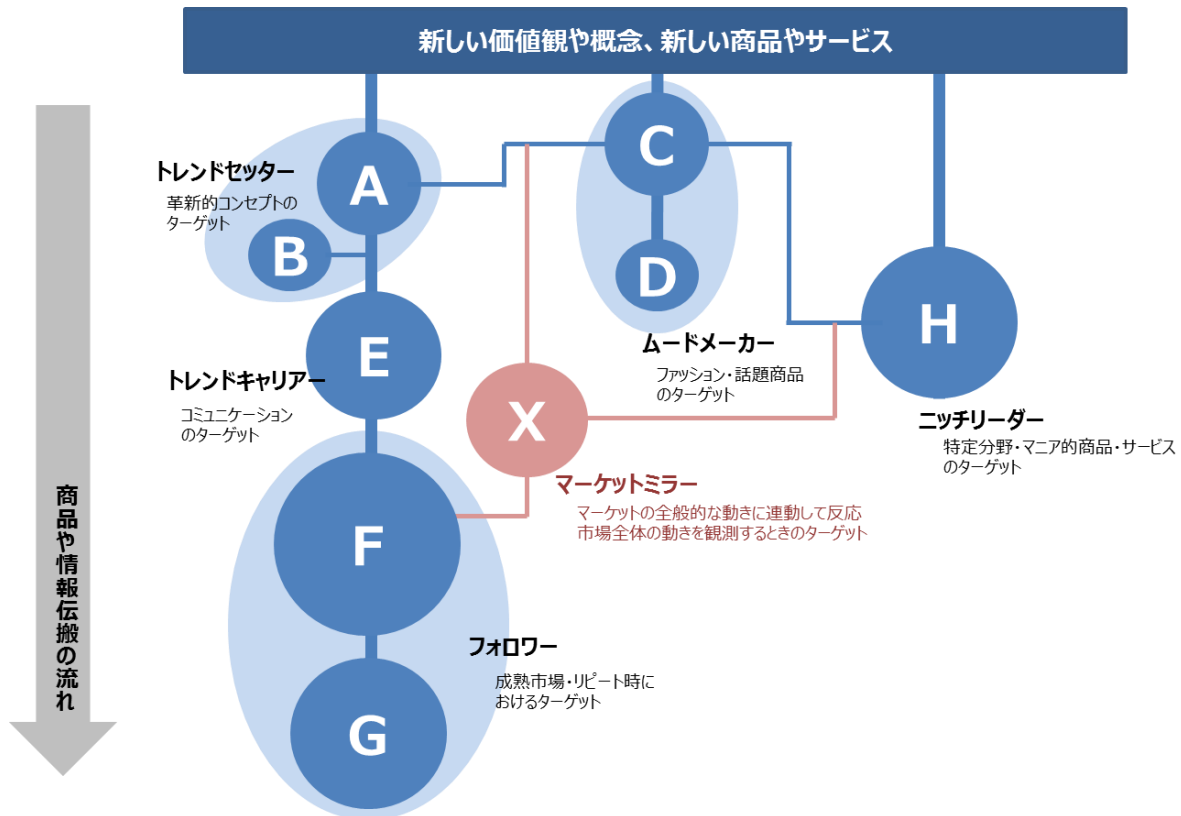 新しい価値観や概念、新しい商品やサービス
トレンドセッター
革新的コンセプトの
ターゲット
A
B
C
D
ムードメーカー
ファッション・話題商品
のターゲット
H
ニッチリーダー
特定分野・マニア的商品・サービス
のターゲット
E
トレンドキャリアー
コミュニケーション
のターゲット
X
マーケットミラー
マーケットの全般的な動きに連動して反応
市場全体の動きを観測するときのターゲット
F
フォロワー
成熟市場・リピート時に
おけるターゲット
G
商品や情報伝搬の流れ